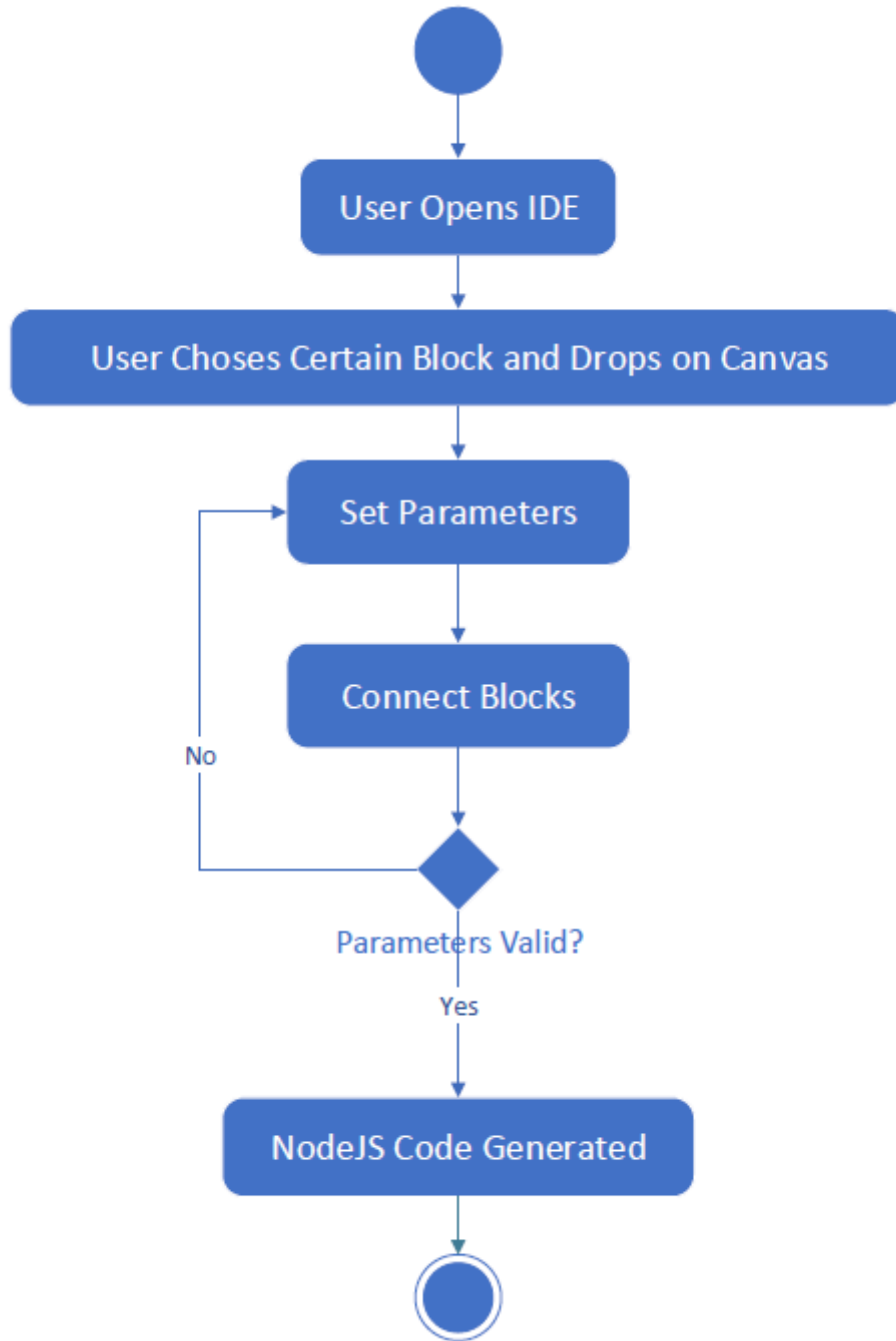 User Opens IDE
User Choses Certain Block and Drops on Canvas
Set Parameters
Connect Blocks
No
Parameters Valid?
Yes
NodeJS Code Generated